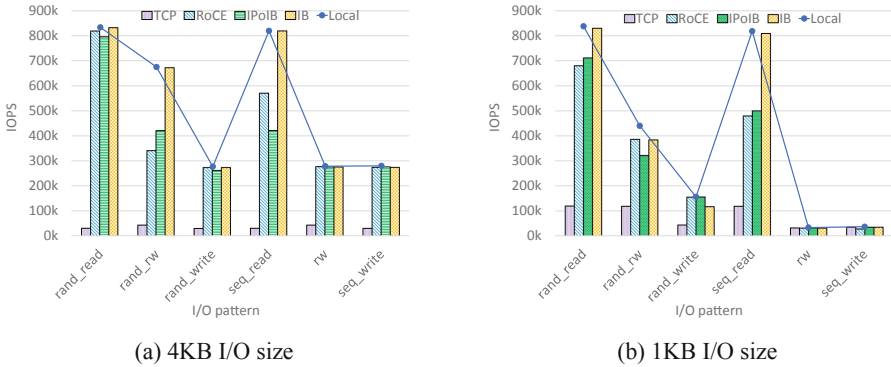 TCP RoCE IPoIB IB Local
900k
800k
700k
600k
500k
400k
300k
200k
100k
0k
IOPS
rand_read
rand_rw
rand_write
seq_read
rw
seq_write
I/O pattern
(a) 4KB I/O size
TCP RoCE IPoIB IB Local
900k
800k
700k
600k
500k
400k
300k
200k
100k
0k
IOPS
rand_read
rand_rw
rand_write
seq_read
rw
seq_write
I/O pattern
(b) 1KB I/O size